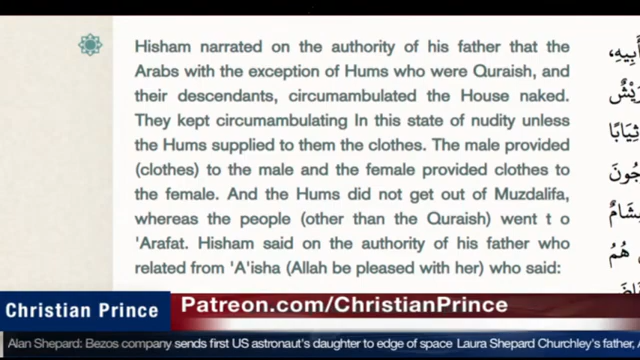 Hisham narrated on the authority of his father that the
Arabs with the exception of Hums who were Quraish, and
their descendants, circumambulated the House naked.
They kept circumambulating In this state of nudity unless
the Hums supplied to them the clothes. The male provided
(clothes) to the male and the female provided clothes to
the female. And the Hums did not get out of Muzdalifa,
whereas the people (other than the Quraish) went t o
'Arafat. Hisham said on the authority of his father who
related from 'A'isha (Allah be pleased with her) who said:
أَبِيهِ،
ثِيَابًا
Christian Prince
Patreon.com/ChristianPrince
Alan Shepard: Bezos company sends first US astronaut's daughter to edge of space Laura Shepard Churchley's father,